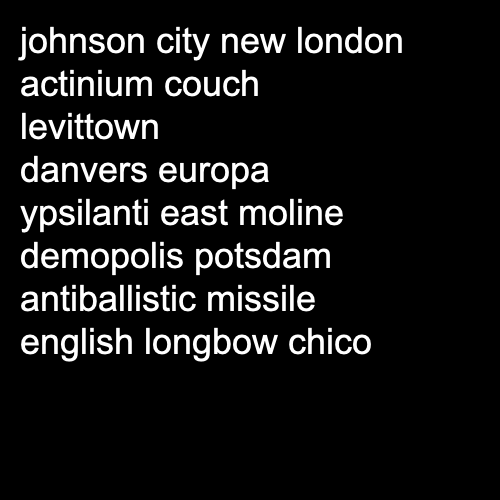 johnson city new london
actinium couch
levittown
danvers europa
ypsilanti east moline
demopolis potsdam
antiballistic missile
english longbow chico